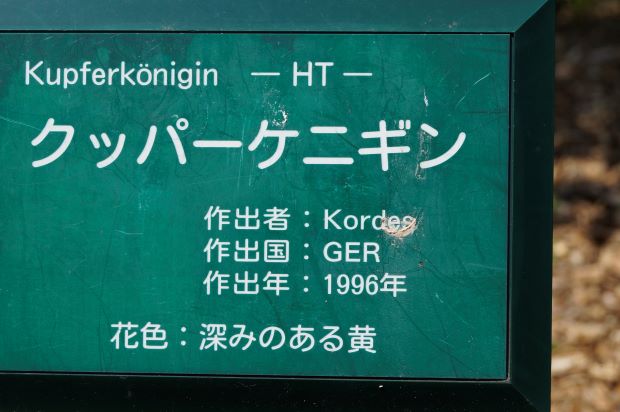 Kupferkönigin — HT —
クッパーケニギン
作出者：Kordes
作出国：GER
作出年：1996年
花色：深みのある黄